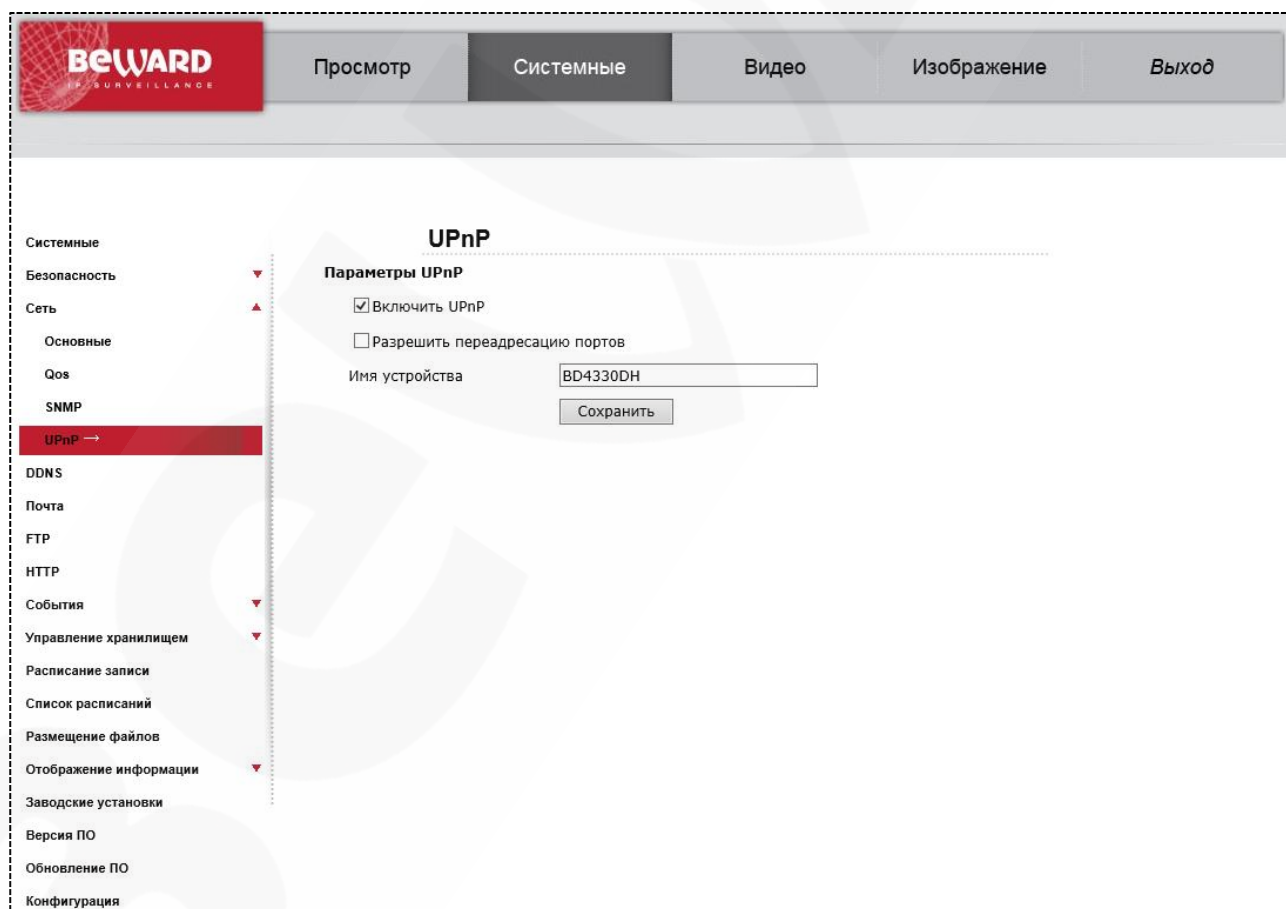 BEWARD
IP SURVEILLANCE
Просмотр
Системные
Видео
Изображение
Выход
Системные
Безопасность
Сеть
Основные
Qos
SNMP
UPnP →
DDNS
Почта
FTP
HTTP
События
Управление хранилищем
Расписание записи
Список расписаний
Размещение файлов
Отображение информации
Заводские установки
Версия ПО
Обновление ПО
Конфигурация
UPnP
Параметры UPnP
Включить UPnP
Разрешить переадресацию портов
Имя устройства BD4330DH
Сохранить